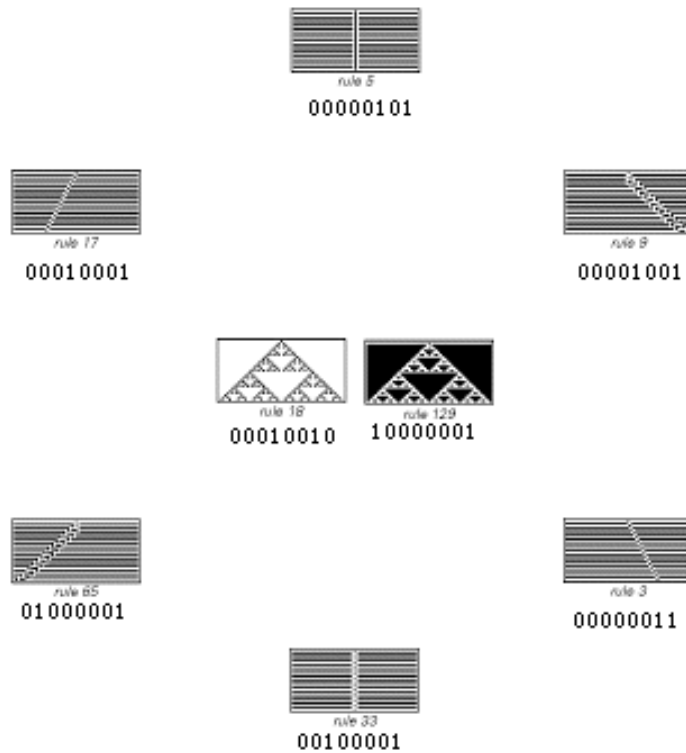 rule 5
00000101
rule 17
00010001
rule 9
00001001
rule 18
00010010
rule 129
10000001
rule 65
01000001
rule 3
00000011
rule 33
00100001